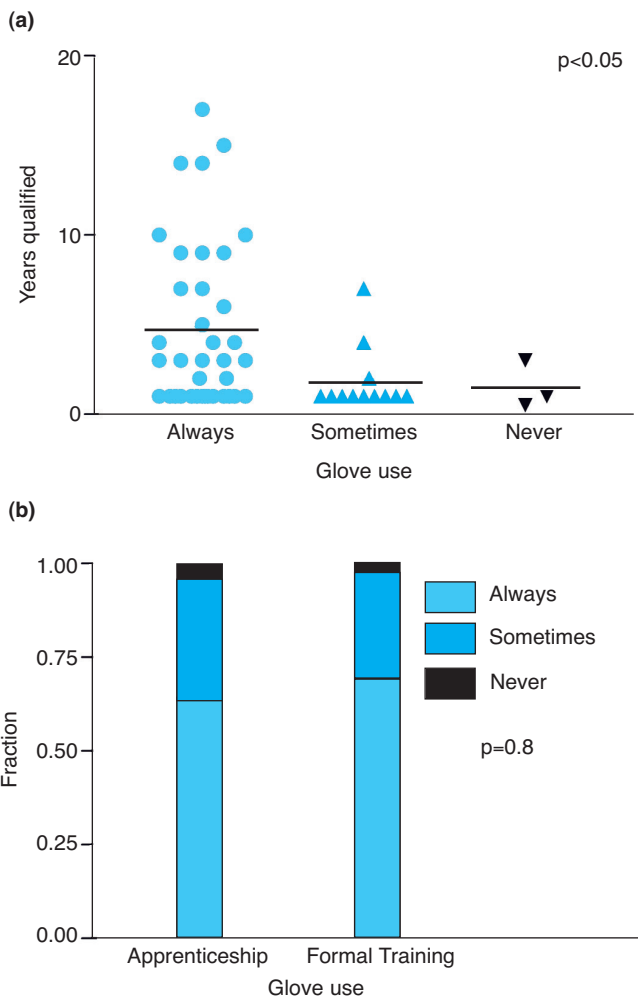 (a)
20
p<0.05
Years qualified
10
0
Always Sometimes Never
Glove use
(b)
1.00
Always
Sometimes
0.75
Never
p=0.8
Fraction
0.50
0.25
0.00
Apprenticeship Formal Training
Glove use